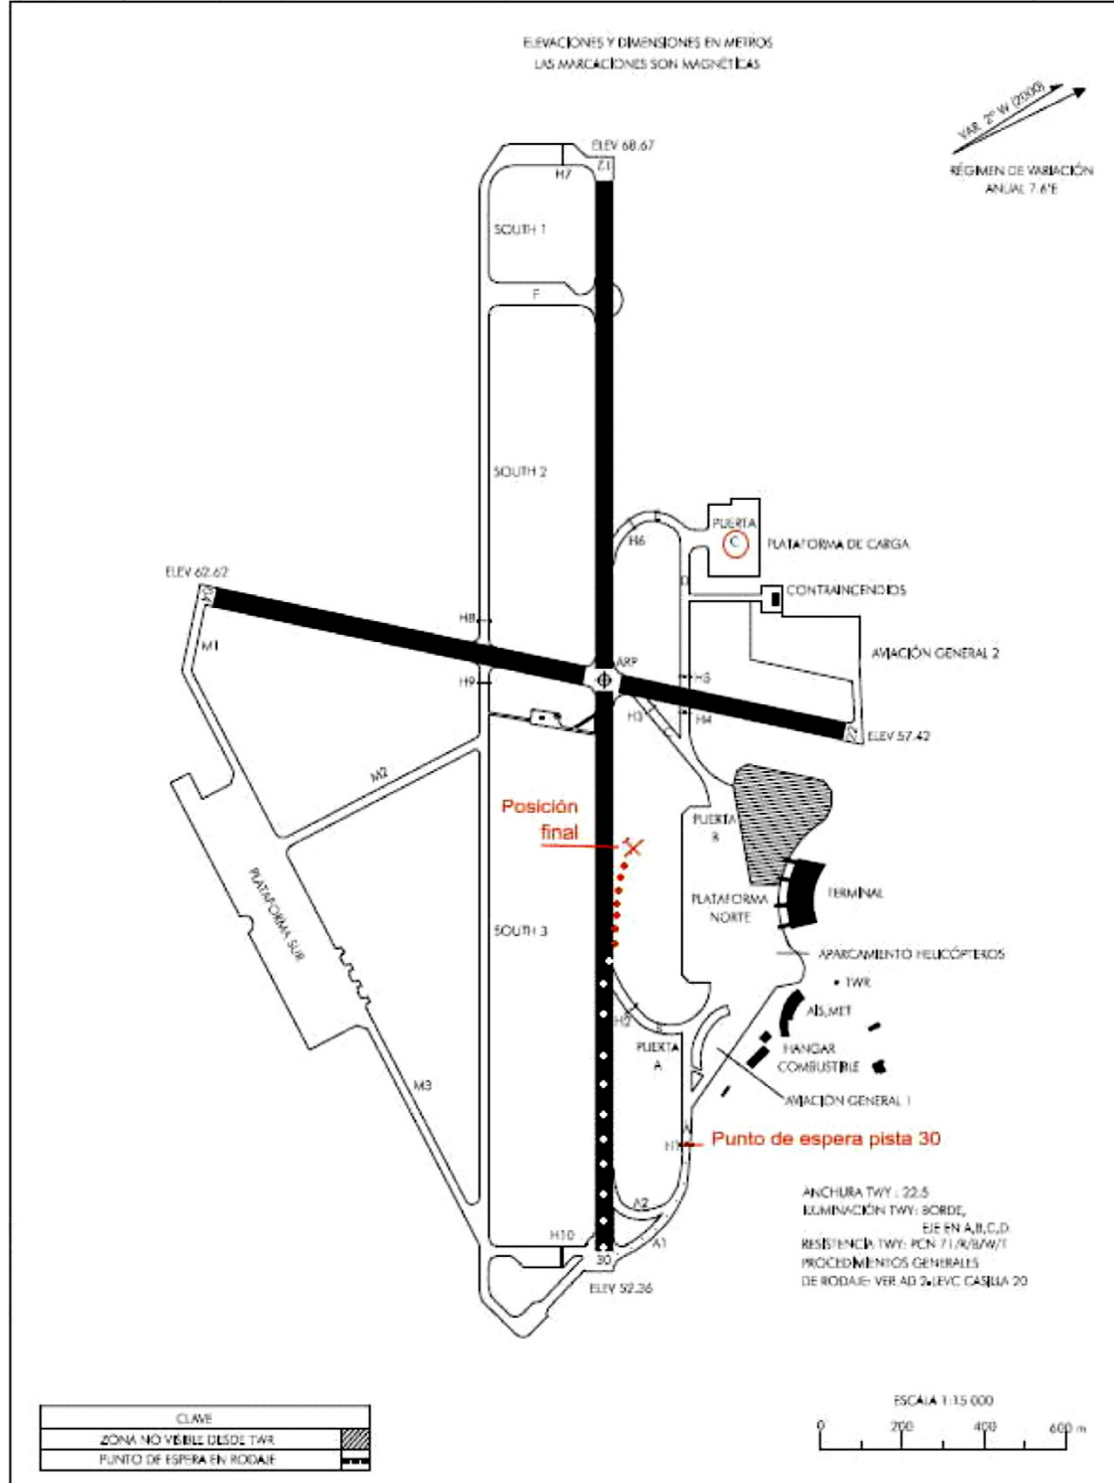 ELEVACIONES Y DIMENSIONES EN METROS
LAS MARCACIONES SON MAGNÉTICAS
VAR. 2° W (2000)
RÉGIMEN DE VARIACIÓN
ANUAL 7.6'E
ELEV 68.67
12
H7
SOUTH 1
F
SOUTH 2
H6
E
PUERTA
C
PLATAFORMA DE CARGA
D
CONTRAINCENDIOS
ELEV 62.62
04
H8
M1
AVIACIÓN GENERAL 2
ARP
H9
H5
H3
H4
C
22
ELEV 57.42
M2
Posición
final
PUERTA
B
PLATAFORMA SUR
PLATAFORMA
NORTE
TERMINAL
SOUTH 3
APARCAMIENTO HELICÓPTEROS
TWR
AIS,MET
H2
B
PUERTA
A
HANGAR
COMBUSTIBLE
M3
AVIACIÓN GENERAL 1
A
H1
Punto de espera pista 30
A2
A1
H10
30
ELEV 52.36
ANCHURA TWY : 22.5
ILUMINACIÓN TWY: BORDE,
EJE EN A,B,C,D.
RESISTENCIA TWY: PCN 71/R/B/W/T
PROCEDIMIENTOS GENERALES
DE RODAJE: VER AD 2-LEVC CASILLA 20
ESCALA 1:15 000
0 200 400 600 m
CLAVE
ZONA NO VISIBLE DESDE TWR
PUNTO DE ESPERA EN RODAJE